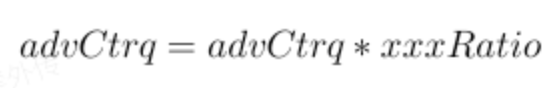 advCtrq = advCtrq * xxxRatio